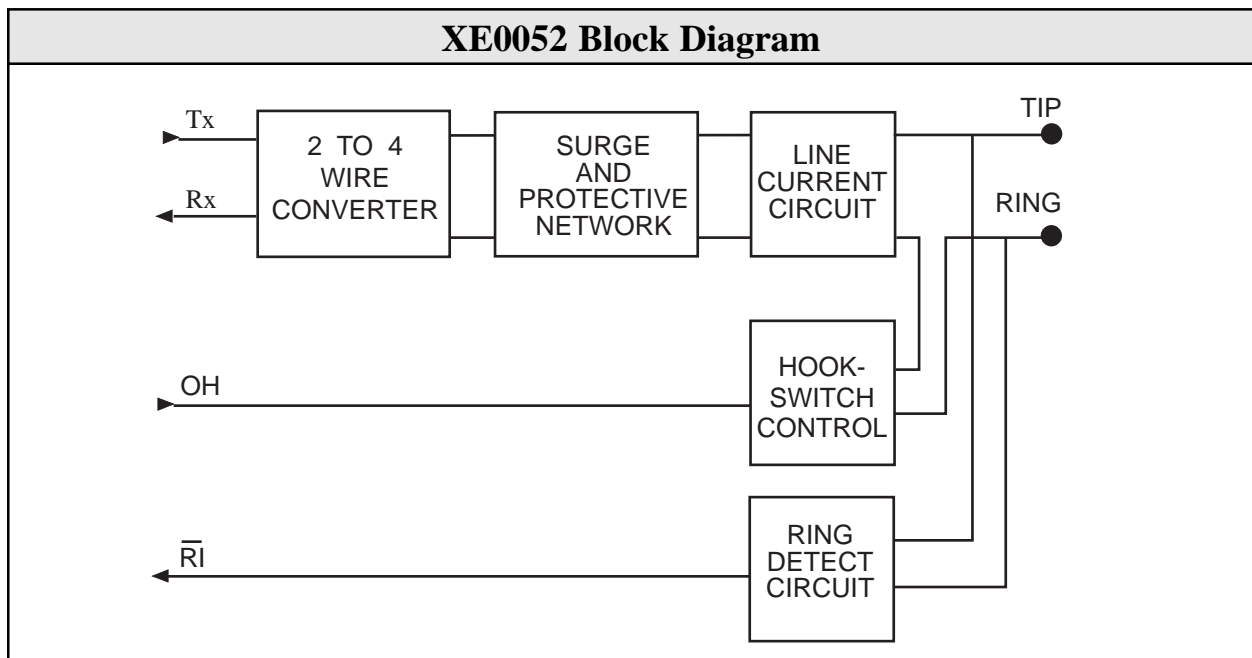 XE0052 Block Diagram
Tx
Rx
2 TO 4
WIRE
CONVERTER
SURGE
AND
PROTECTIVE
NETWORK
LINE
CURRENT
CIRCUIT
TIP
RING
OH
HOOK-
SWITCH
CONTROL
R̅I̅
RING
DETECT
CIRCUIT